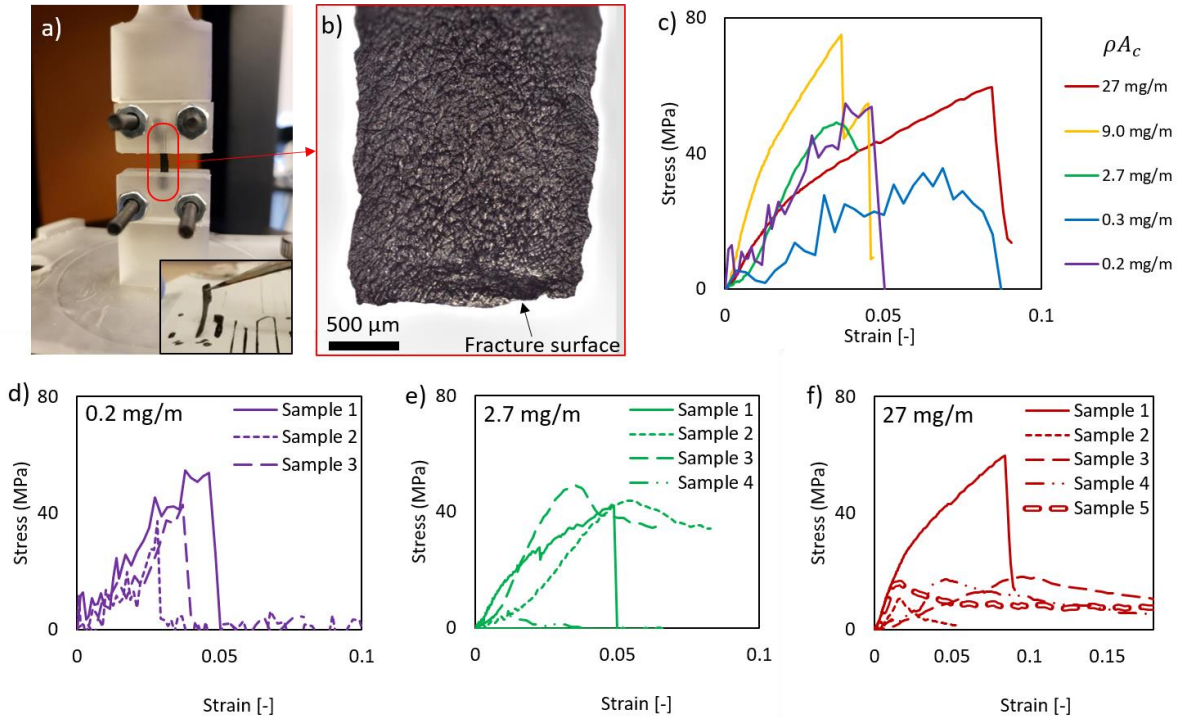 a)
b)
500 µm
Fracture surface
c)
80
40
0
Stress (MPa)
0
0.05
0.1
Strain [-]
ρA_c
27 mg/m
9.0 mg/m
2.7 mg/m
0.3 mg/m
0.2 mg/m
d)
0.2 mg/m
Sample 1
Sample 2
Sample 3
80
40
0
Stress (MPa)
0
0.05
0.1
Strain [-]
e)
2.7 mg/m
Sample 1
Sample 2
Sample 3
Sample 4
80
40
0
Stress (MPa)
0
0.05
0.1
Strain [-]
f)
27 mg/m
Sample 1
Sample 2
Sample 3
Sample 4
Sample 5
80
40
0
Stress (MPa)
0
0.05
0.1
0.15
Strain [-]